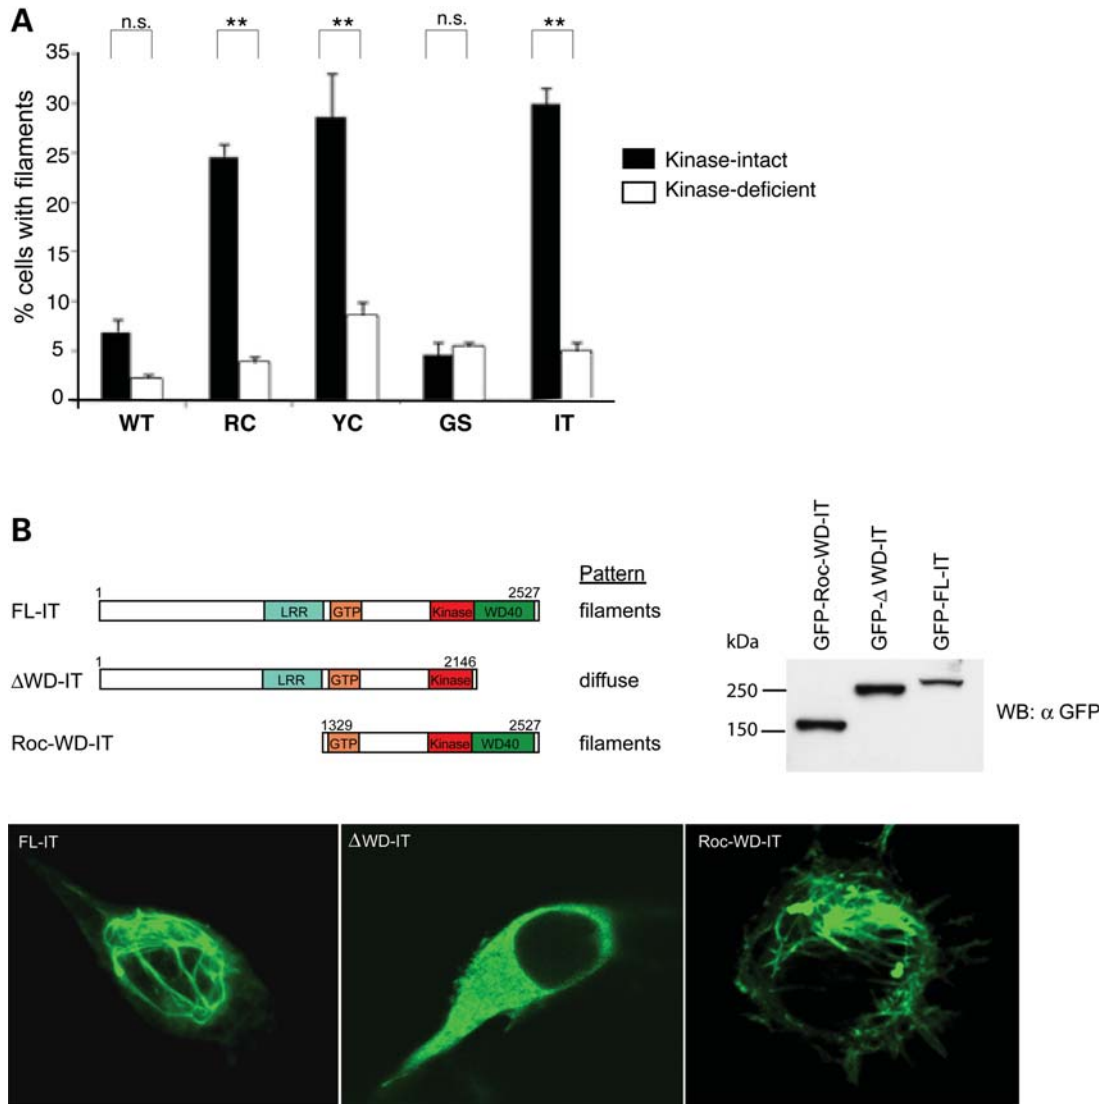 A
n.s.
**
**
n.s.
**
% cells with filaments
35
30
25
20
15
10
5
0
WT
RC
YC
GS
IT
Kinase-intact
Kinase-deficient
B
Pattern
1
2527
FL-IT
LRR
GTP
Kinase
WD40
filaments
1
2146
ΔWD-IT
LRR
GTP
Kinase
diffuse
1329
2527
Roc-WD-IT
GTP
Kinase
WD40
filaments
GFP-Roc-WD-IT
GFP-ΔWD-IT
GFP-FL-IT
kDa
250
150
WB: α GFP
FL-IT
ΔWD-IT
Roc-WD-IT